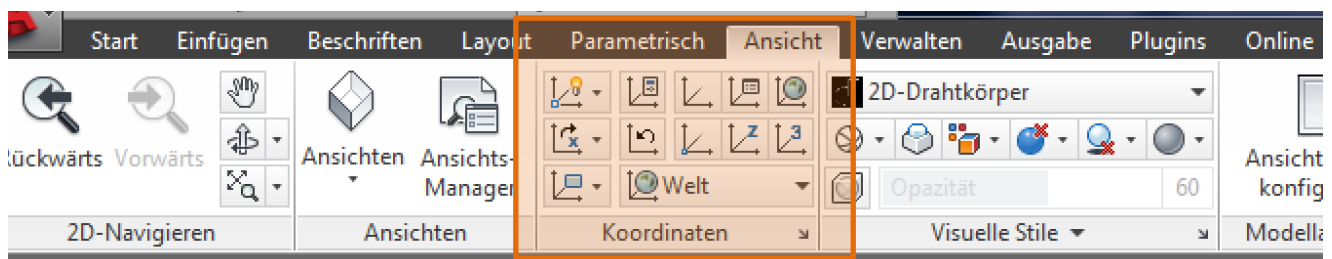 Start Einfügen Beschriften Layout Parametrisch Ansicht Verwalten Ausgabe Plugins Online
2D-Drahtkörper
Rückwärts Vorwärts
Ansichten
Ansichts-
Manager
Welt
Opazität 60
Ansicht
konfig
2D-Navigieren Ansichten Koordinaten Visuelle Stile Modella